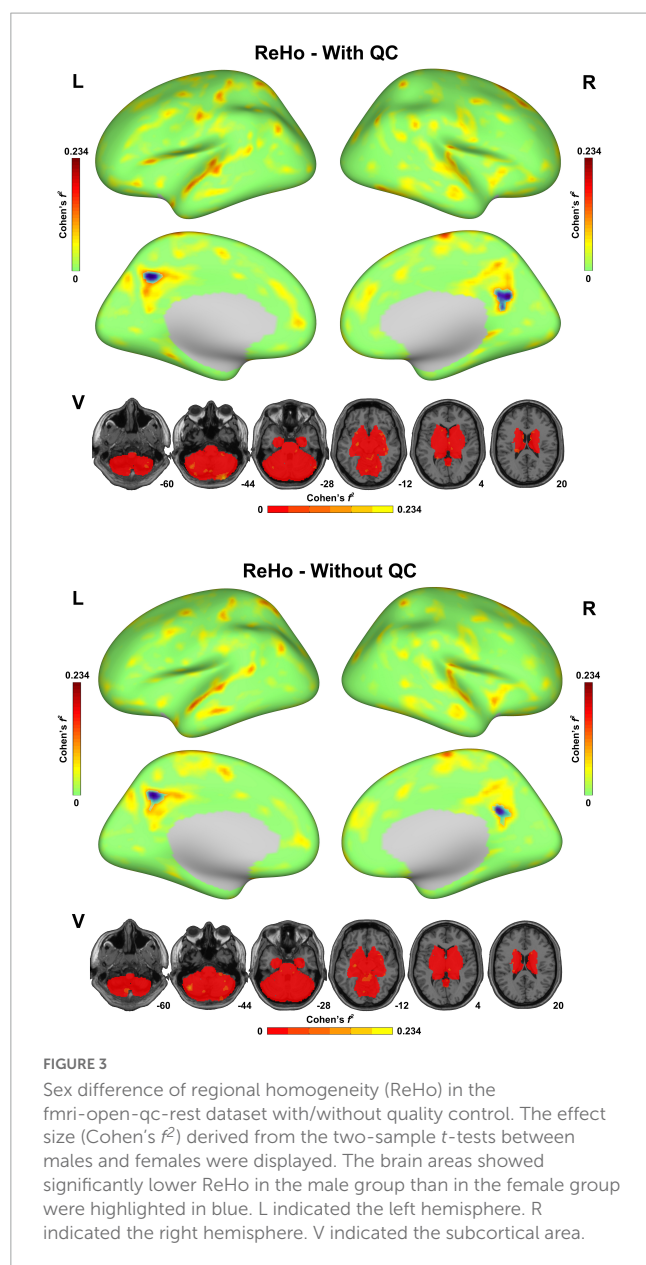 ReHo - With QC
L
R
0.234
Cohen's f²
0
0.234
Cohen's f²
0
V
-60
-44
-28
-12
4
20
Cohen's f²
0
0.234
ReHo - Without QC
L
R
0.234
Cohen's f²
0
0.234
Cohen's f²
0
V
-60
-44
-28
-12
4
20
Cohen's f²
0
0.234
FIGURE 3
Sex difference of regional homogeneity (ReHo) in the
fmri-open-qc-rest dataset with/without quality control. The effect
size (Cohen's f²) derived from the two-sample t-tests between
males and females were displayed. The brain areas showed
significantly lower ReHo in the male group than in the female group
were highlighted in blue. L indicated the left hemisphere. R
indicated the right hemisphere. V indicated the subcortical area.